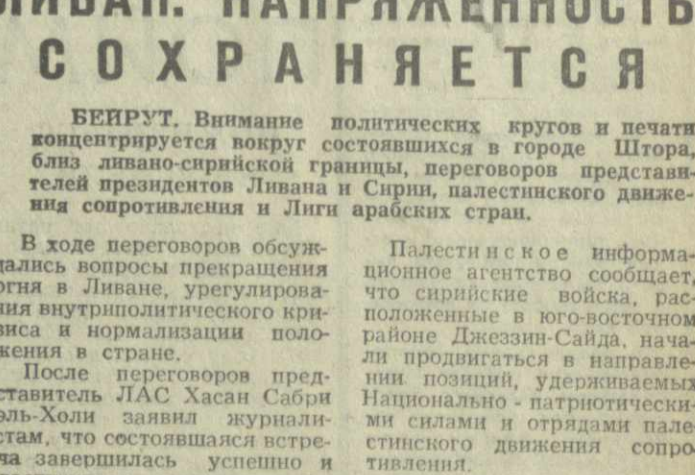 ЛИВАН: НАПРЯЖЕННОСТЬ
СОХРАНЯЕТСЯ
БЕЙРУТ. Внимание политических кругов и печати
концентрируется вокруг состоявшихся в городе Штора,
близ ливано-сирийской границы, переговоров представи-
телей президентов Ливана и Сирии, палестинского движе-
ния сопротивления и Лиги арабских стран.
В ходе переговоров обсуж-
дались вопросы прекращения
огня в Ливане, урегулирова-
ния внутриполитического кри-
зиса и нормализации поло-
жения в стране.
После переговоров пред-
ставитель ЛАС Хасан Сабри
эль-Холи заявил журнали-
стам, что состоявшаяся встре-
ча завершилась успешно и
Палестинское информа-
ционное агентство сообщает,
что сирийские войска, рас-
положенные в юго-восточном
районе Джеззин-Сайда, нача-
ли продвигаться в направле-
нии позиций, удерживаемых
Национально-патриотически-
ми силами и отрядами пале-
стинского движения сопро
тивления.